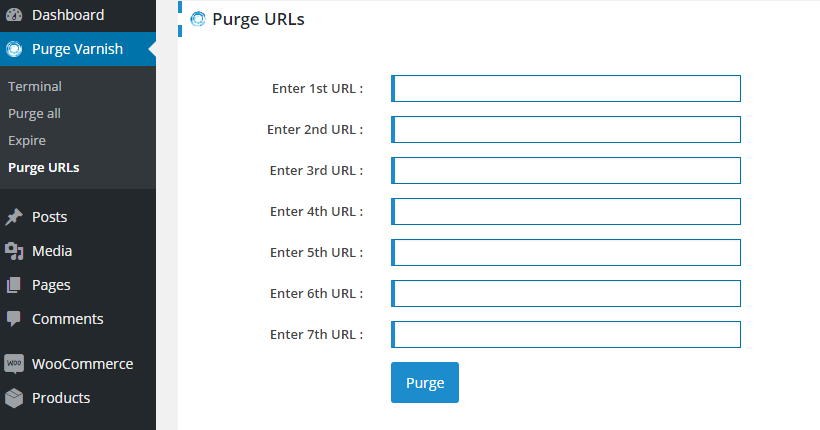 Dashboard
Purge Varnish
Terminal
Purge all
Expire
Purge URLs
Posts
Media
Pages
Comments
WOO WooCommerce
Products
Purge URLs
Enter 1st URL :
Enter 2nd URL :
Enter 3rd URL :
Enter 4th URL :
Enter 5th URL :
Enter 6th URL :
Enter 7th URL :
Purge